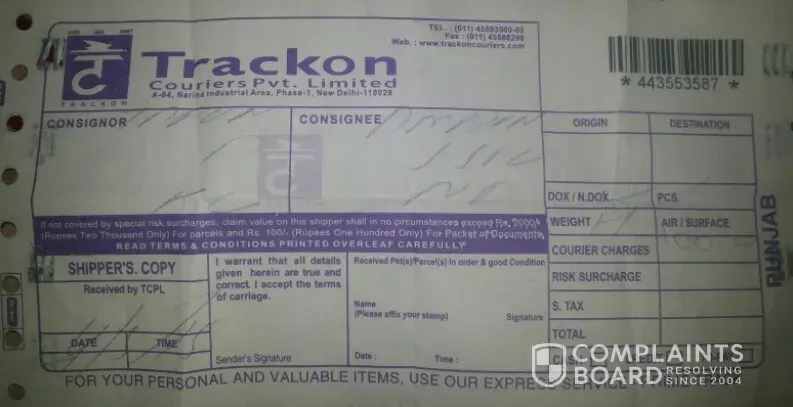 TEL. : (011) 45593900-05
Fax : (011) 45588296
Web. : www.trackoncouriers.com
TC
TRACKON
Trackon
Couriers Pvt. Limited
A-64, Narina Industrial Area, Phase-1, New Delhi-110028
* 443553587 *
CONSIGNOR
CONSIGNEE
ORIGIN
DESTINATION
DOX / N.DOX
PCS.
WEIGHT
AIR / SURFACE
PUNJAB
If not covered by special risk surcharges, claim value on this shipper shall in no circumstances exceed Rs. 2000/-
(Rupees Two Thousand Only) For parcels and Rs. 100/- (Rupees One Hundred Only) For Packet of Documents.
READ TERMS & CONDITIONS PRINTED OVERLEAF CAREFULLY
COURIER CHARGES
RISK SURCHARGE
S. TAX
TOTAL
SHIPPER'S. COPY
Received by TCPL
DATE
TIME
I warrant that all details
given herein are true and
correct. I accept the terms
of carriage.
Sender's Signature
Received Pkt(s)/Parcel(s) in order & good Condition
Name
(Please affix your stamp)
Signature
Date :
Time :
FOR YOUR PERSONAL AND VALUABLE ITEMS, USE OUR EXPRESS SERVICE
COMPLAINTS
BOARD
RESOLVING
SINCE 2004